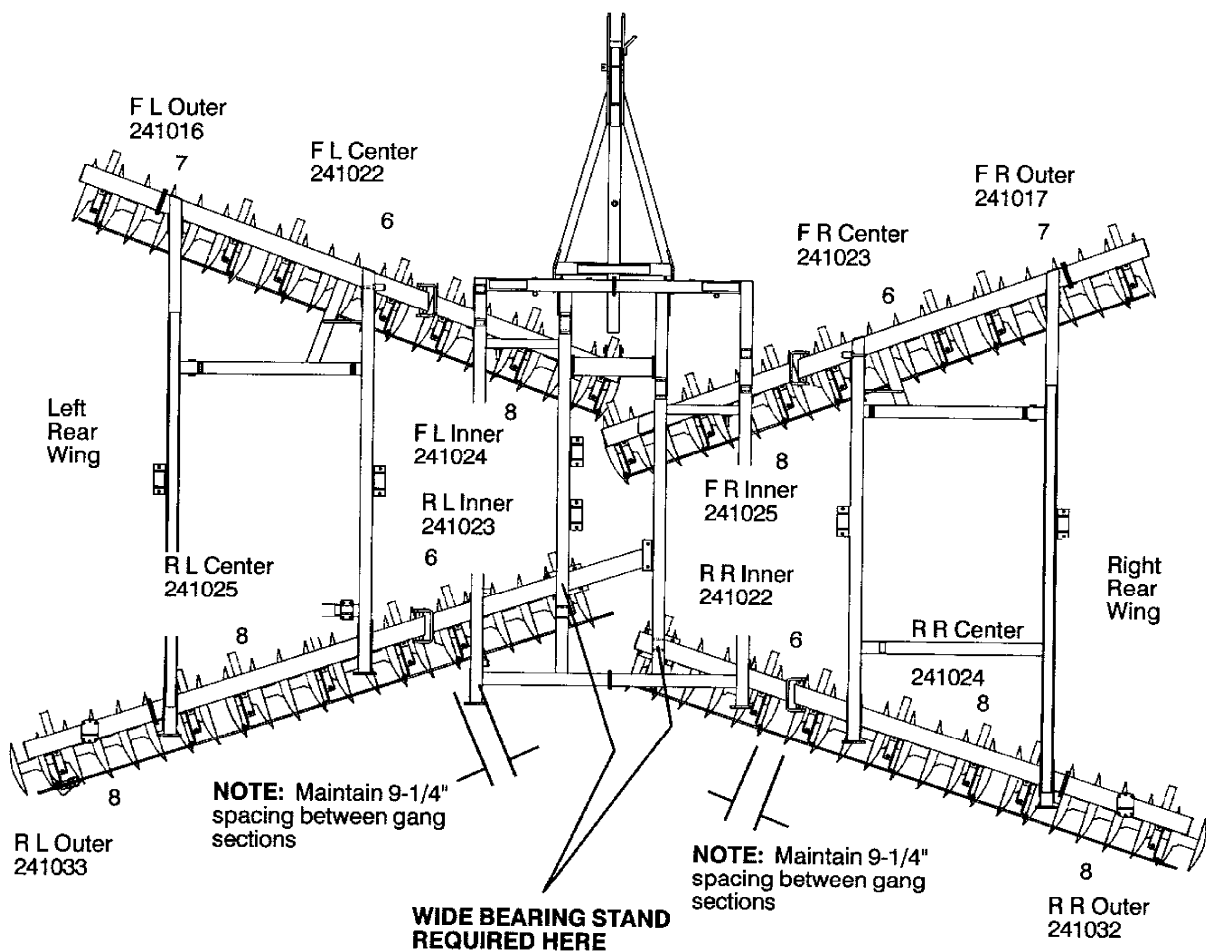 F L Outer
241016
7
F L Center
241022
6
F R Outer
241017
7
F R Center
241023
6
Left
Rear
Wing
8
F L Inner
241024
8
F R Inner
241025
R L Inner
241023
6
R L Center
241025
8
R R Inner
241022
6
Right
Rear
Wing
R R Center
241024
8
8
R L Outer
241033
NOTE: Maintain 9-1/4"
spacing between gang
sections
NOTE: Maintain 9-1/4"
spacing between gang
sections
8
R R Outer
241032
WIDE BEARING STAND
REQUIRED HERE